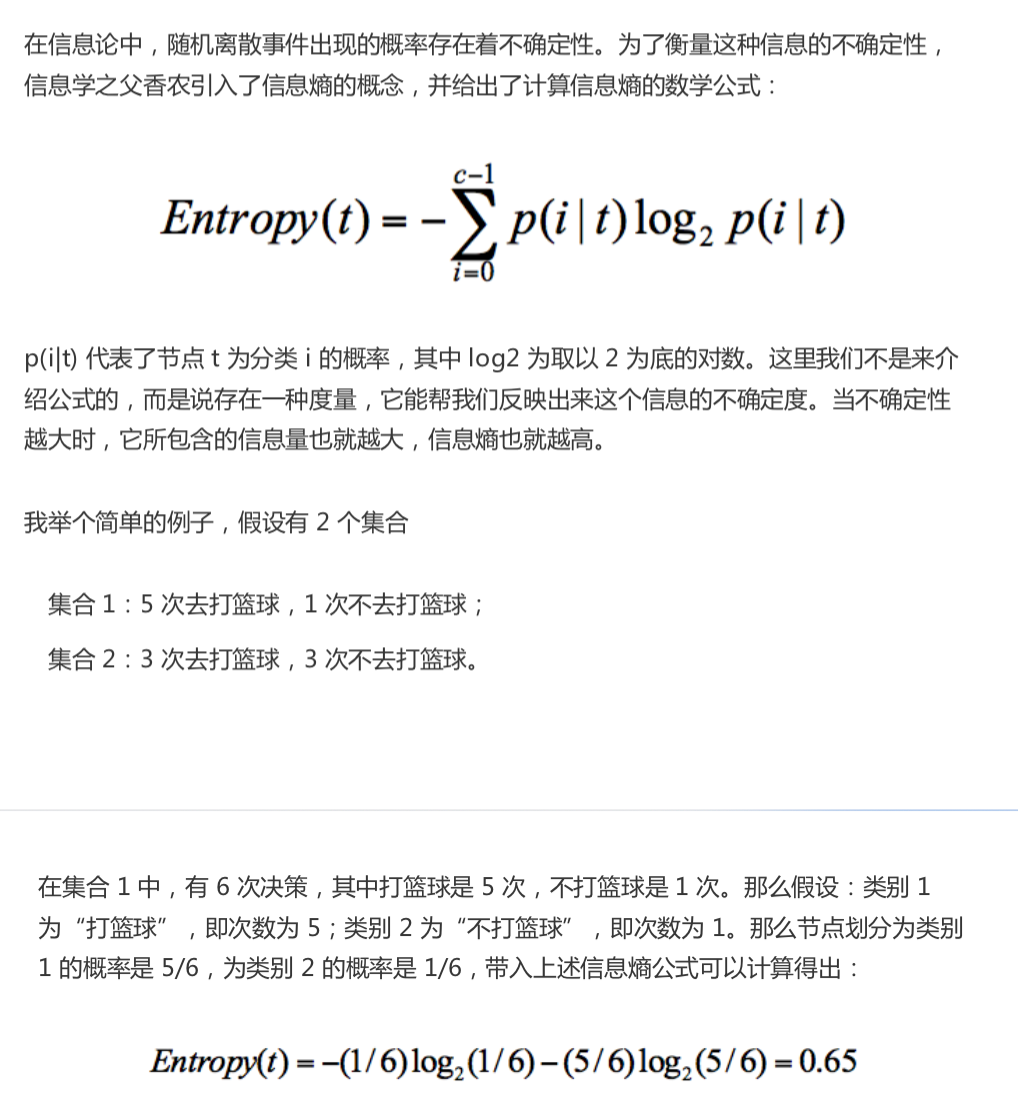 在信息论中，随机离散事件出现的概率存在着不确定性。为了衡量这种信息的不确定性，
信息学之父香农引入了信息熵的概念，并给出了计算信息熵的数学公式：
Entropy(t) = −∑_{i=0}^{c−1} p(i|t) log₂ p(i|t)
p(i|t) 代表了节点 t 为分类 i 的概率，其中 log2 为取以 2 为底的对数。这里我们不是来介
绍公式的，而是说存在一种度量，它能帮我们反映出来这个信息的不确定度。当不确定性
越大时，它所包含的信息量也就越大，信息熵也就越高。
我举个简单的例子，假设有 2 个集合
集合 1：5 次去打篮球，1 次不去打篮球；
集合 2：3 次去打篮球，3 次不去打篮球。
在集合 1 中，有 6 次决策，其中打篮球是 5 次，不打篮球是 1 次。那么假设：类别 1
为“打篮球”，即次数为 5；类别 2 为“不打篮球”，即次数为 1。那么节点划分为类别
1 的概率是 5/6，为类别 2 的概率是 1/6，带入上述信息熵公式可以计算得出：
Entropy(t) = −(1/6)log₂(1/6) − (5/6)log₂(5/6) = 0.65